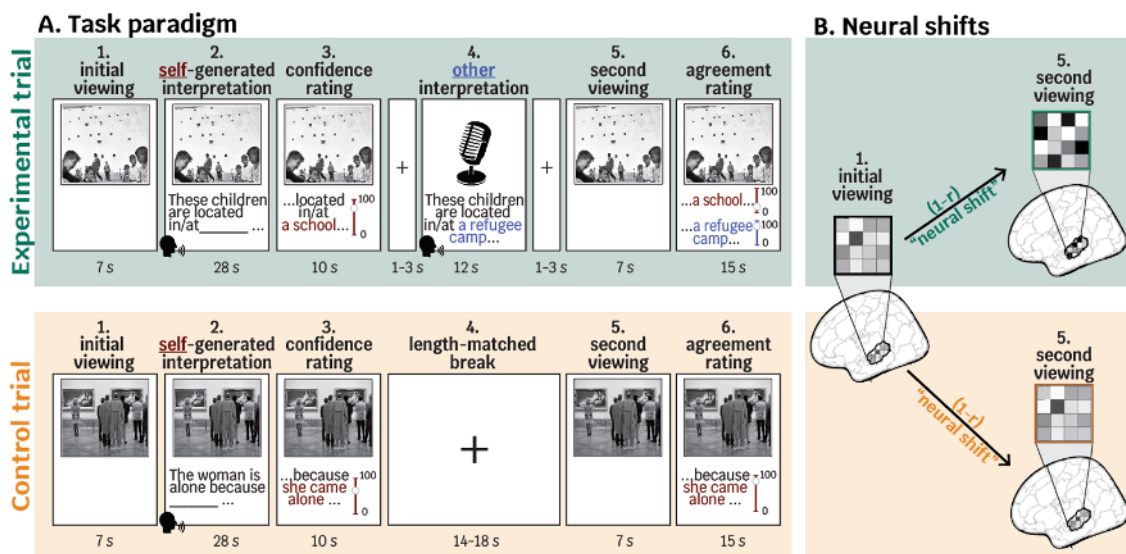 A. Task paradigm
Experimental trial
1.
initial
viewing
2.
self-generated
interpretation
3.
confidence
rating
4.
other
interpretation
5.
second
viewing
6.
agreement
rating
These children
are located
in/at______ ...
...located
in/at
a school...
100
0
+
These children
are located
in/at a refugee
camp...
+
...a school...
100
0
...a refugee
camp...
100
0
7 s
28 s
10 s
1–3 s
12 s
1–3 s
7 s
15 s
Control trial
1.
initial
viewing
2.
self-generated
interpretation
3.
confidence
rating
4.
length-matched
break
5.
second
viewing
6.
agreement
rating
The woman is
alone because
______ ...
...because
she came
alone ...
100
0
+
...because
she came
alone ...
100
0
7 s
28 s
10 s
14–18 s
7 s
15 s
B. Neural shifts
5.
second
viewing
1.
initial
viewing
(1-r)
“neural shift”
5.
second
viewing
(1-r)
“neural shift”